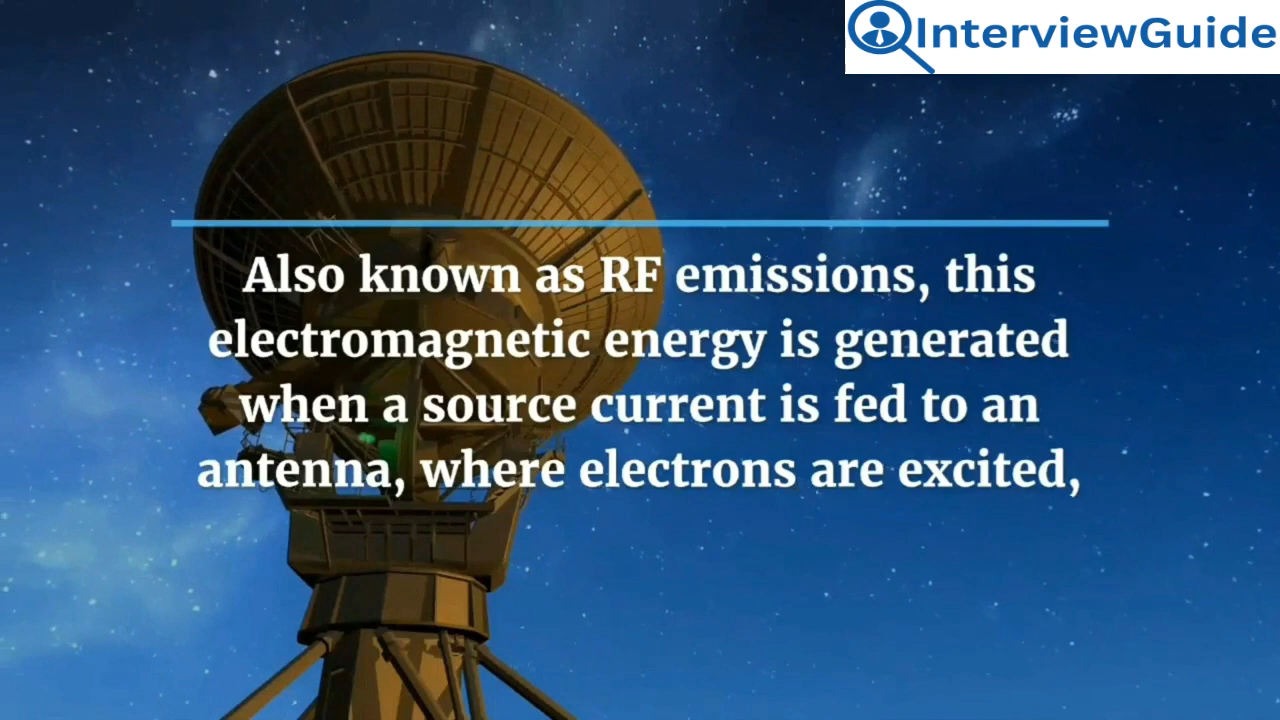 InterviewGuide
Also known as RF emissions, this
electromagnetic energy is generated
when a source current is fed to an
antenna, where electrons are excited,